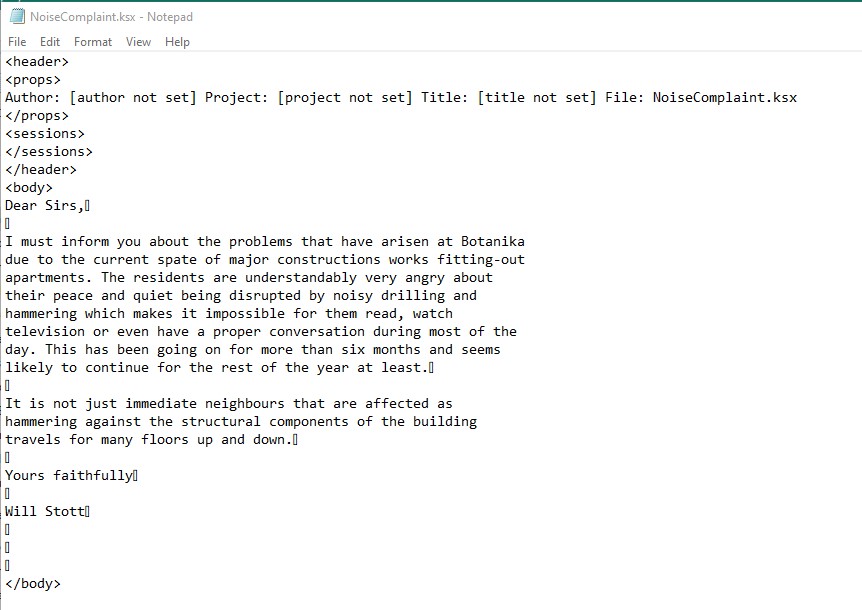 NoiseComplaint.ksx - Notepad
File Edit Format View Help
<header>
<props>
Author: [author not set] Project: [project not set] Title: [title not set] File: NoiseComplaint.ksx
</props>
<sessions>
</sessions>
</header>
<body>
Dear Sirs,▯
▯
I must inform you about the problems that have arisen at Botanika
due to the current spate of major constructions works fitting-out
apartments. The residents are understandably very angry about
their peace and quiet being disrupted by noisy drilling and
hammering which makes it impossible for them read, watch
television or even have a proper conversation during most of the
day. This has been going on for more than six months and seems
likely to continue for the rest of the year at least.▯
▯
It is not just immediate neighbours that are affected as
hammering against the structural components of the building
travels for many floors up and down.▯
▯
Yours faithfully▯
▯
Will Stott▯
▯
▯
▯
</body>